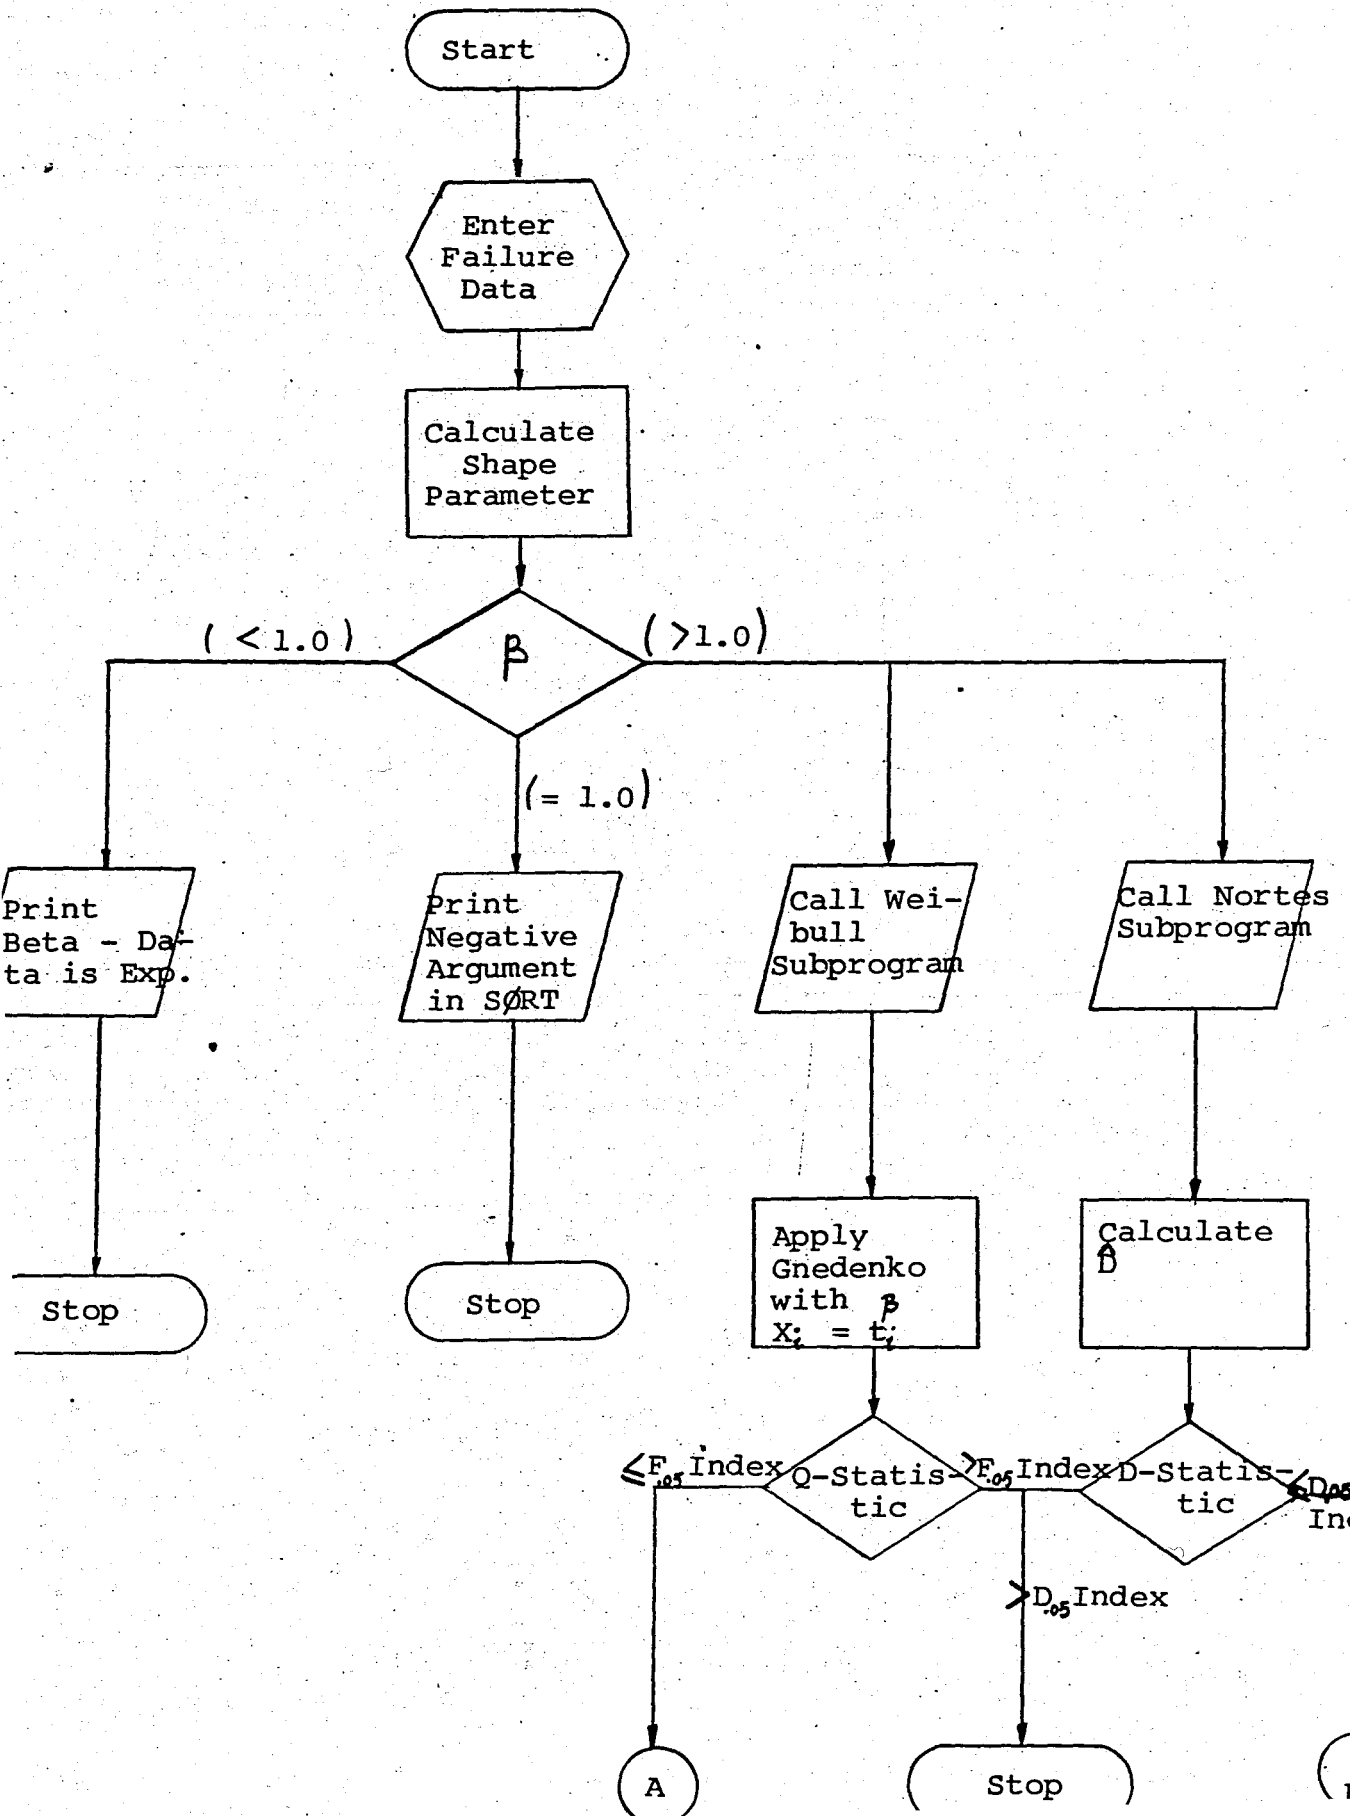 Start
Enter
Failure
Data
Calculate
Shape
Parameter
( < 1.0 )
β
( >1.0)
(= 1.0)
Print
Beta - Da-
ta is Exp.
Print
Negative
Argument
in SØRT
Call Wei-
bull
Subprogram
Call Nortes
Subprogram
Stop
Stop
Apply
Gnedenko
with β
Xi = ti
Calculate
D̂
≤F.05 Index
Q-Statis-
tic
>F.05 Index
D-Statis-
tic
≤D.05
>D.05 Index
A
Stop